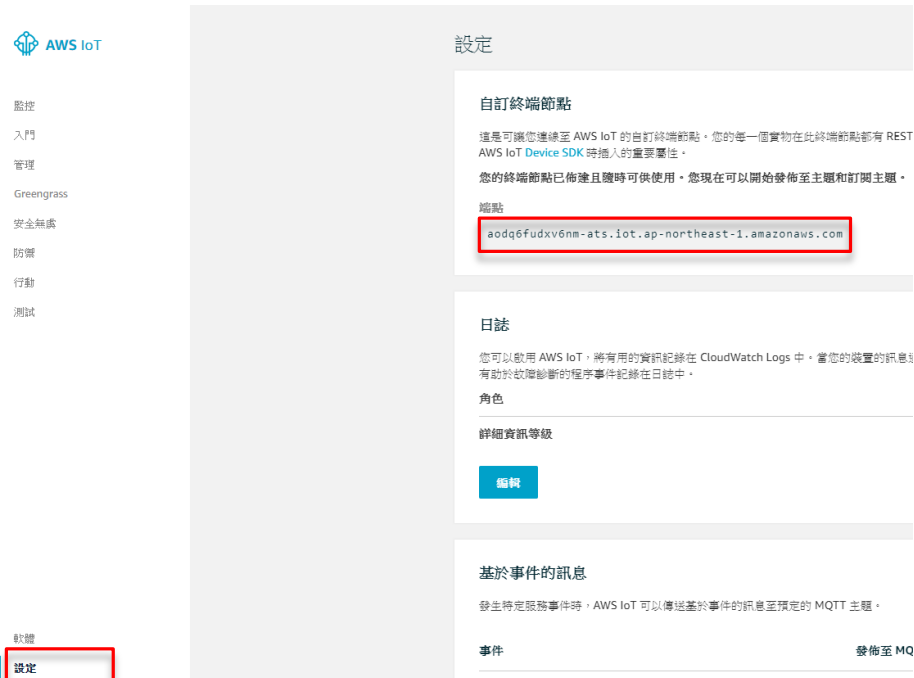 AWS IoT
監控
入門
管理
Greengrass
安全無虞
防禦
行動
測試
軟體
設定
設定
自訂終端節點
這是可讓您連線至 AWS IoT 的自訂終端節點。您的每一個實物在此終端節點都有 REST
AWS IoT Device SDK 時插入的重要屬性。
您的終端節點已佈建且隨時可供使用。您現在可以開始發佈至主題和訂閱主題。
端點
aodq6fudxv6nm-ats.iot.ap-northeast-1.amazonaws.com
日誌
您可以啟用 AWS IoT，將有用的資訊記錄在 CloudWatch Logs 中。當您的裝置的訊息
有助於故障診斷的程序事件記錄在日誌中。
角色
詳細資訊等級
編輯
基於事件的訊息
發生特定服務事件時，AWS IoT 可以傳送基於事件的訊息至預定的 MQTT 主題。
事件
發佈至 MQ